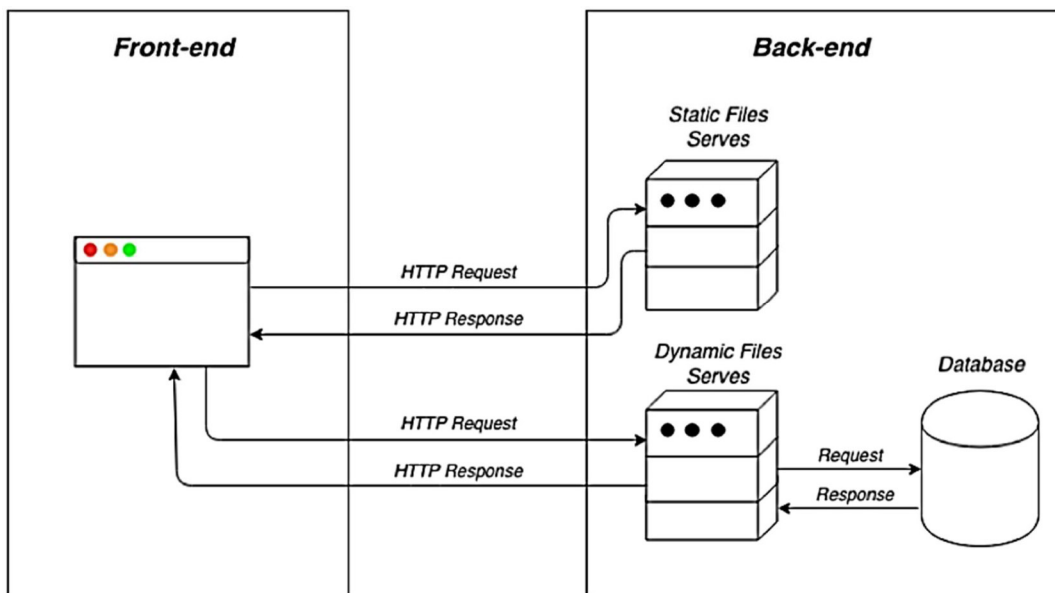 Front-end
Back-end
Static Files
Serves
HTTP Request
HTTP Response
Dynamic Files
Serves
Database
HTTP Request
HTTP Response
Request
Response